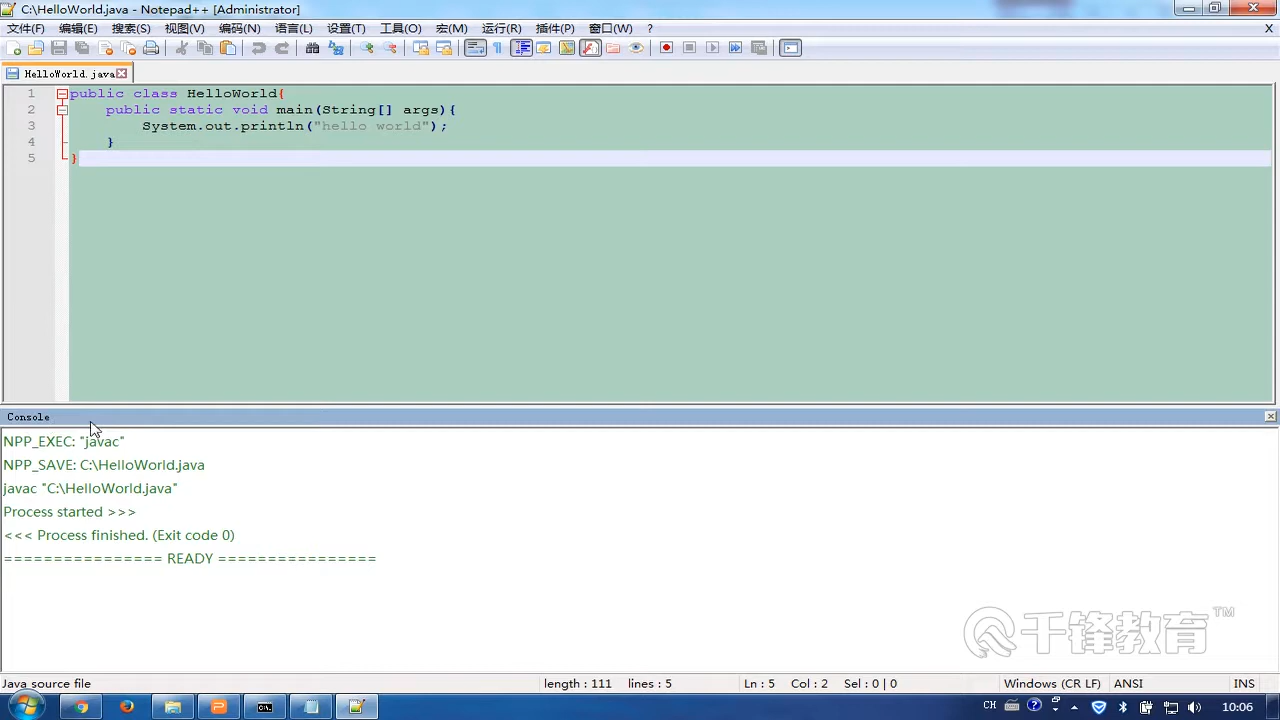 C:\HelloWorld.java - Notepad++ [Administrator]
文件(F) 编辑(E) 搜索(S) 视图(V) 编码(N) 语言(L) 设置(T) 工具(O) 宏(M) 运行(R) 插件(P) 窗口(W) ? X
HelloWorld.java
1 public class HelloWorld{
2 public static void main(String[] args){
3 System.out.println("hello world");
4 }
5 }
Console
NPP_EXEC: "javac"
NPP_SAVE: C:\HelloWorld.java
javac "C:\HelloWorld.java"
Process started >>>
<<< Process finished. (Exit code 0)
================ READY ================
千锋教育 TM
Java source file length : 111 lines : 5 Ln : 5 Col : 2 Sel : 0 | 0 Windows (CR LF) ANSI INS
CH 10:06